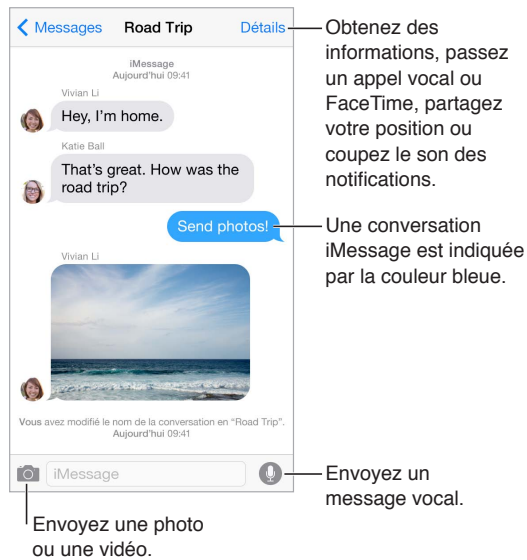 Messages Road Trip Détails
iMessage
Aujourd'hui 09:41
Vivian Li
Hey, I'm home.
Katie Ball
That's great. How was the
road trip?
Send photos!
Vivian Li
Vous avez modifié le nom de la conversation en “Road Trip”.
Aujourd'hui 09:41
iMessage
Obtenez des
informations, passez
un appel vocal ou
FaceTime, partagez
votre position ou
coupez le son des
notifications.
Une conversation
iMessage est indiquée
par la couleur bleue.
Envoyez un
message vocal.
Envoyez une photo
ou une vidéo.